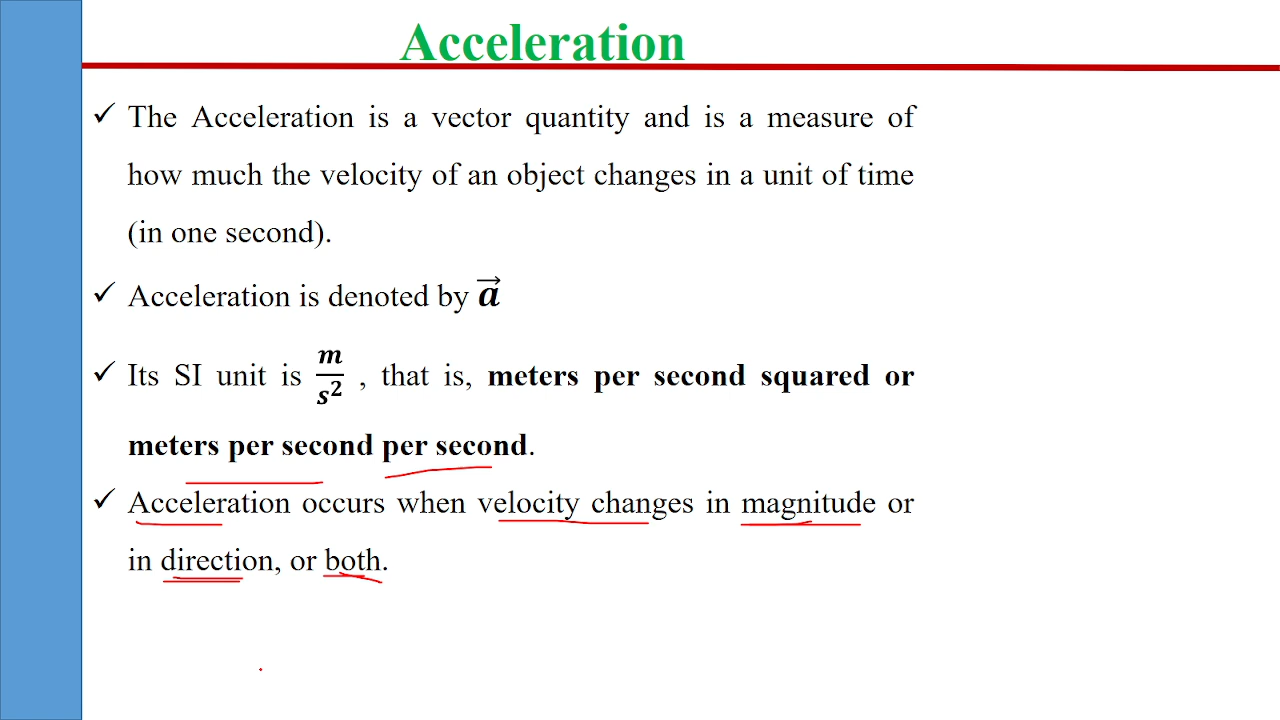 Acceleration
✓ The Acceleration is a vector quantity and is a measure of
how much the velocity of an object changes in a unit of time
(in one second).
✓ Acceleration is denoted by $\vec{a}$
✓ Its SI unit is $\frac{m}{s^2}$ , that is, meters per second squared or
meters per second per second.
✓ Acceleration occurs when velocity changes in magnitude or
in direction, or both.